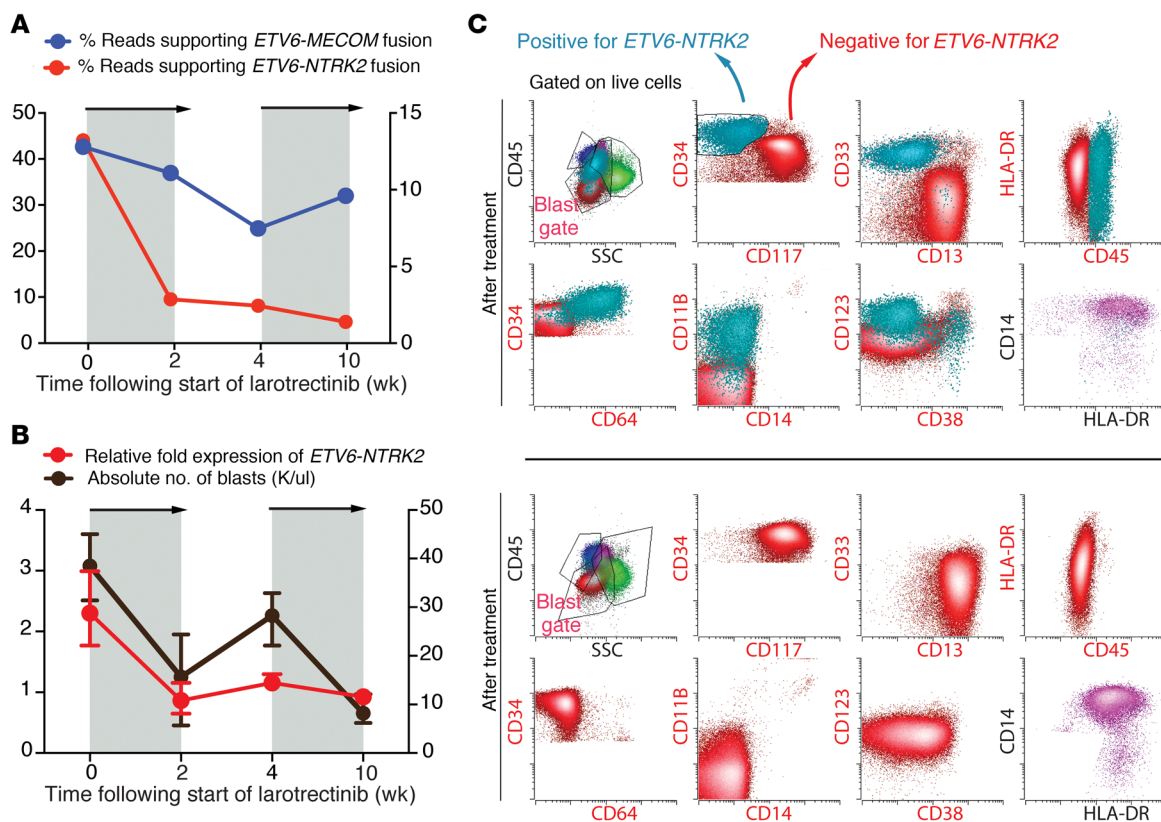 A
% Reads supporting ETV6-MECOM fusion
% Reads supporting ETV6-NTRK2 fusion
50
40
30
20
10
0
15
10
5
0
0 2 4 10
Time following start of larotrectinib (wk)
B
Relative fold expression of ETV6-NTRK2
Absolute no. of blasts (K/ul)
4
3
2
1
0
50
40
30
20
10
0
0 2 4 10
Time following start of larotrectinib (wk)
C
Positive for ETV6-NTRK2
Negative for ETV6-NTRK2
Gated on live cells
After treatment
CD45
Blast
gate
SSC
CD34
CD117
CD33
CD13
HLA-DR
CD45
CD34
CD64
CD11B
CD14
CD123
CD38
CD14
HLA-DR
After treatment
CD45
Blast
gate
SSC
CD34
CD117
CD33
CD13
HLA-DR
CD45
CD34
CD64
CD11B
CD14
CD123
CD38
CD14
HLA-DR